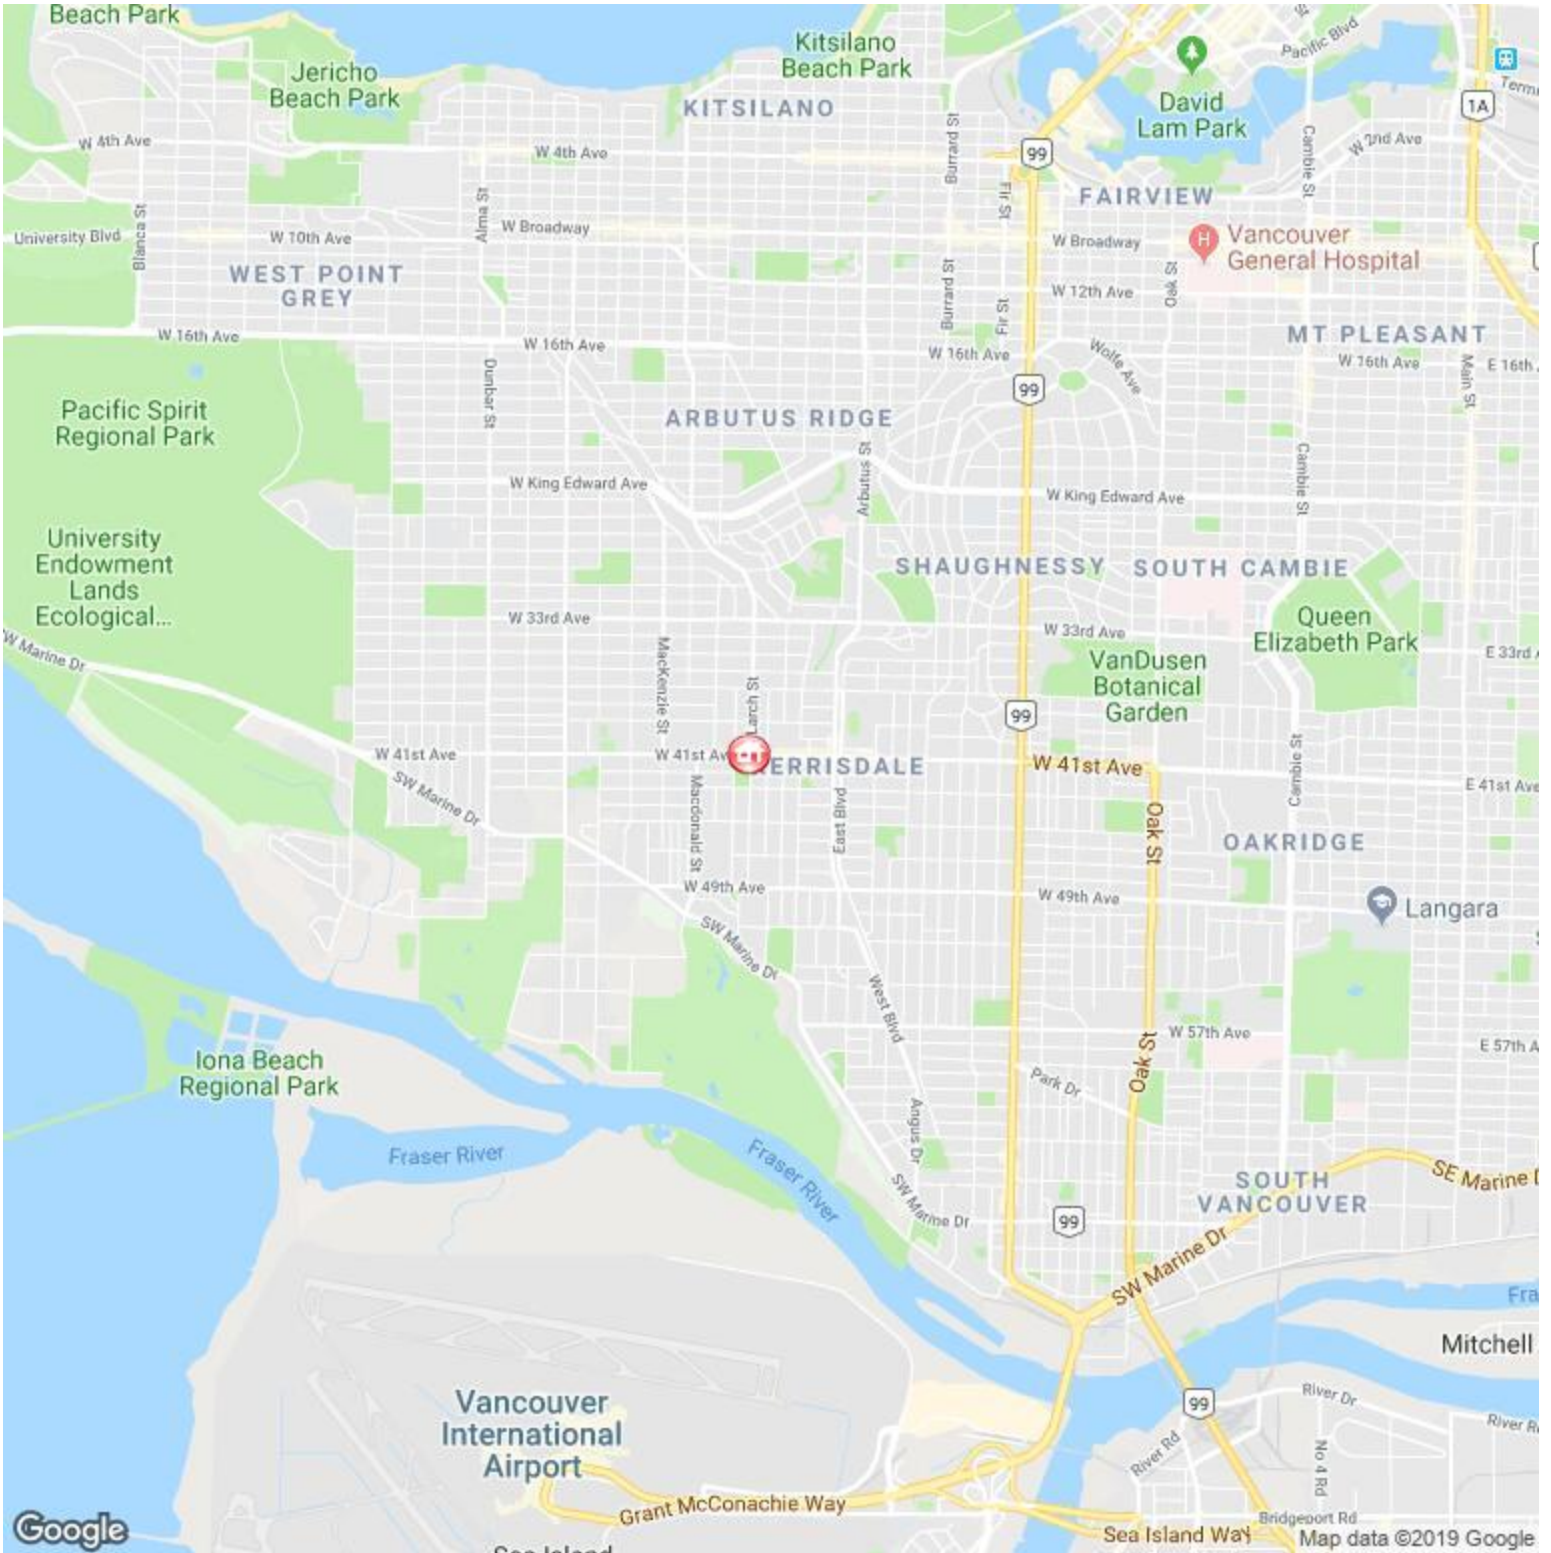 Beach Park
Kitsilano
Beach Park
Pacific Blvd
St
Jericho
Beach Park
KITSILANO
David
Lam Park
1A
W 4th Ave
W 4th Ave
Burrard St
99
Cambie St
W 2nd Ave
Blanca St
Alma St
Fir St
FAIRVIEW
University Blvd
W 10th Ave
W Broadway
W Broadway
H
Vancouver
General Hospital
WEST POINT
GREY
Burrard St
Fir St
W 12th Ave
Oak St
W 16th Ave
W 16th Ave
W 16th Ave
Wolfe Ave
MT PLEASANT
W 16th Ave
Main St
E 16th
Dunbar St
99
Pacific Spirit
Regional Park
ARBUTUS RIDGE
Arbutus St
Cambie St
W King Edward Ave
W King Edward Ave
University
Endowment
Lands
Ecological...
SHAUGHNESSY
SOUTH CAMBIE
W 33rd Ave
W 33rd Ave
Queen
Elizabeth Park
E 33rd
SW Marine Dr
MacKenzie St
Larch St
VanDusen
Botanical
Garden
99
W 41st Ave
W 41st Av
ERRISDALE
W 41st Ave
Cambie St
E 41st Ave
SW Marine Dr
Macdonald St
East Blvd
Oak St
OAKRIDGE
W 49th Ave
W 49th Ave
Langara
SW Marine Dr
West Blvd
W 57th Ave
E 57th A
Iona Beach
Regional Park
Park Dr
Oak St
Angus Dr
Fraser River
Fraser River
SW Marine Dr
99
SOUTH
VANCOUVER
SE Marine
SW Marine Dr
Fra
Mitchell
Vancouver
International
Airport
99
River Dr
River R
River Rd
No 4 Rd
Grant McConachie Way
Bridgeport Rd
Sea Island Way
Google
Map data ©2019 Google